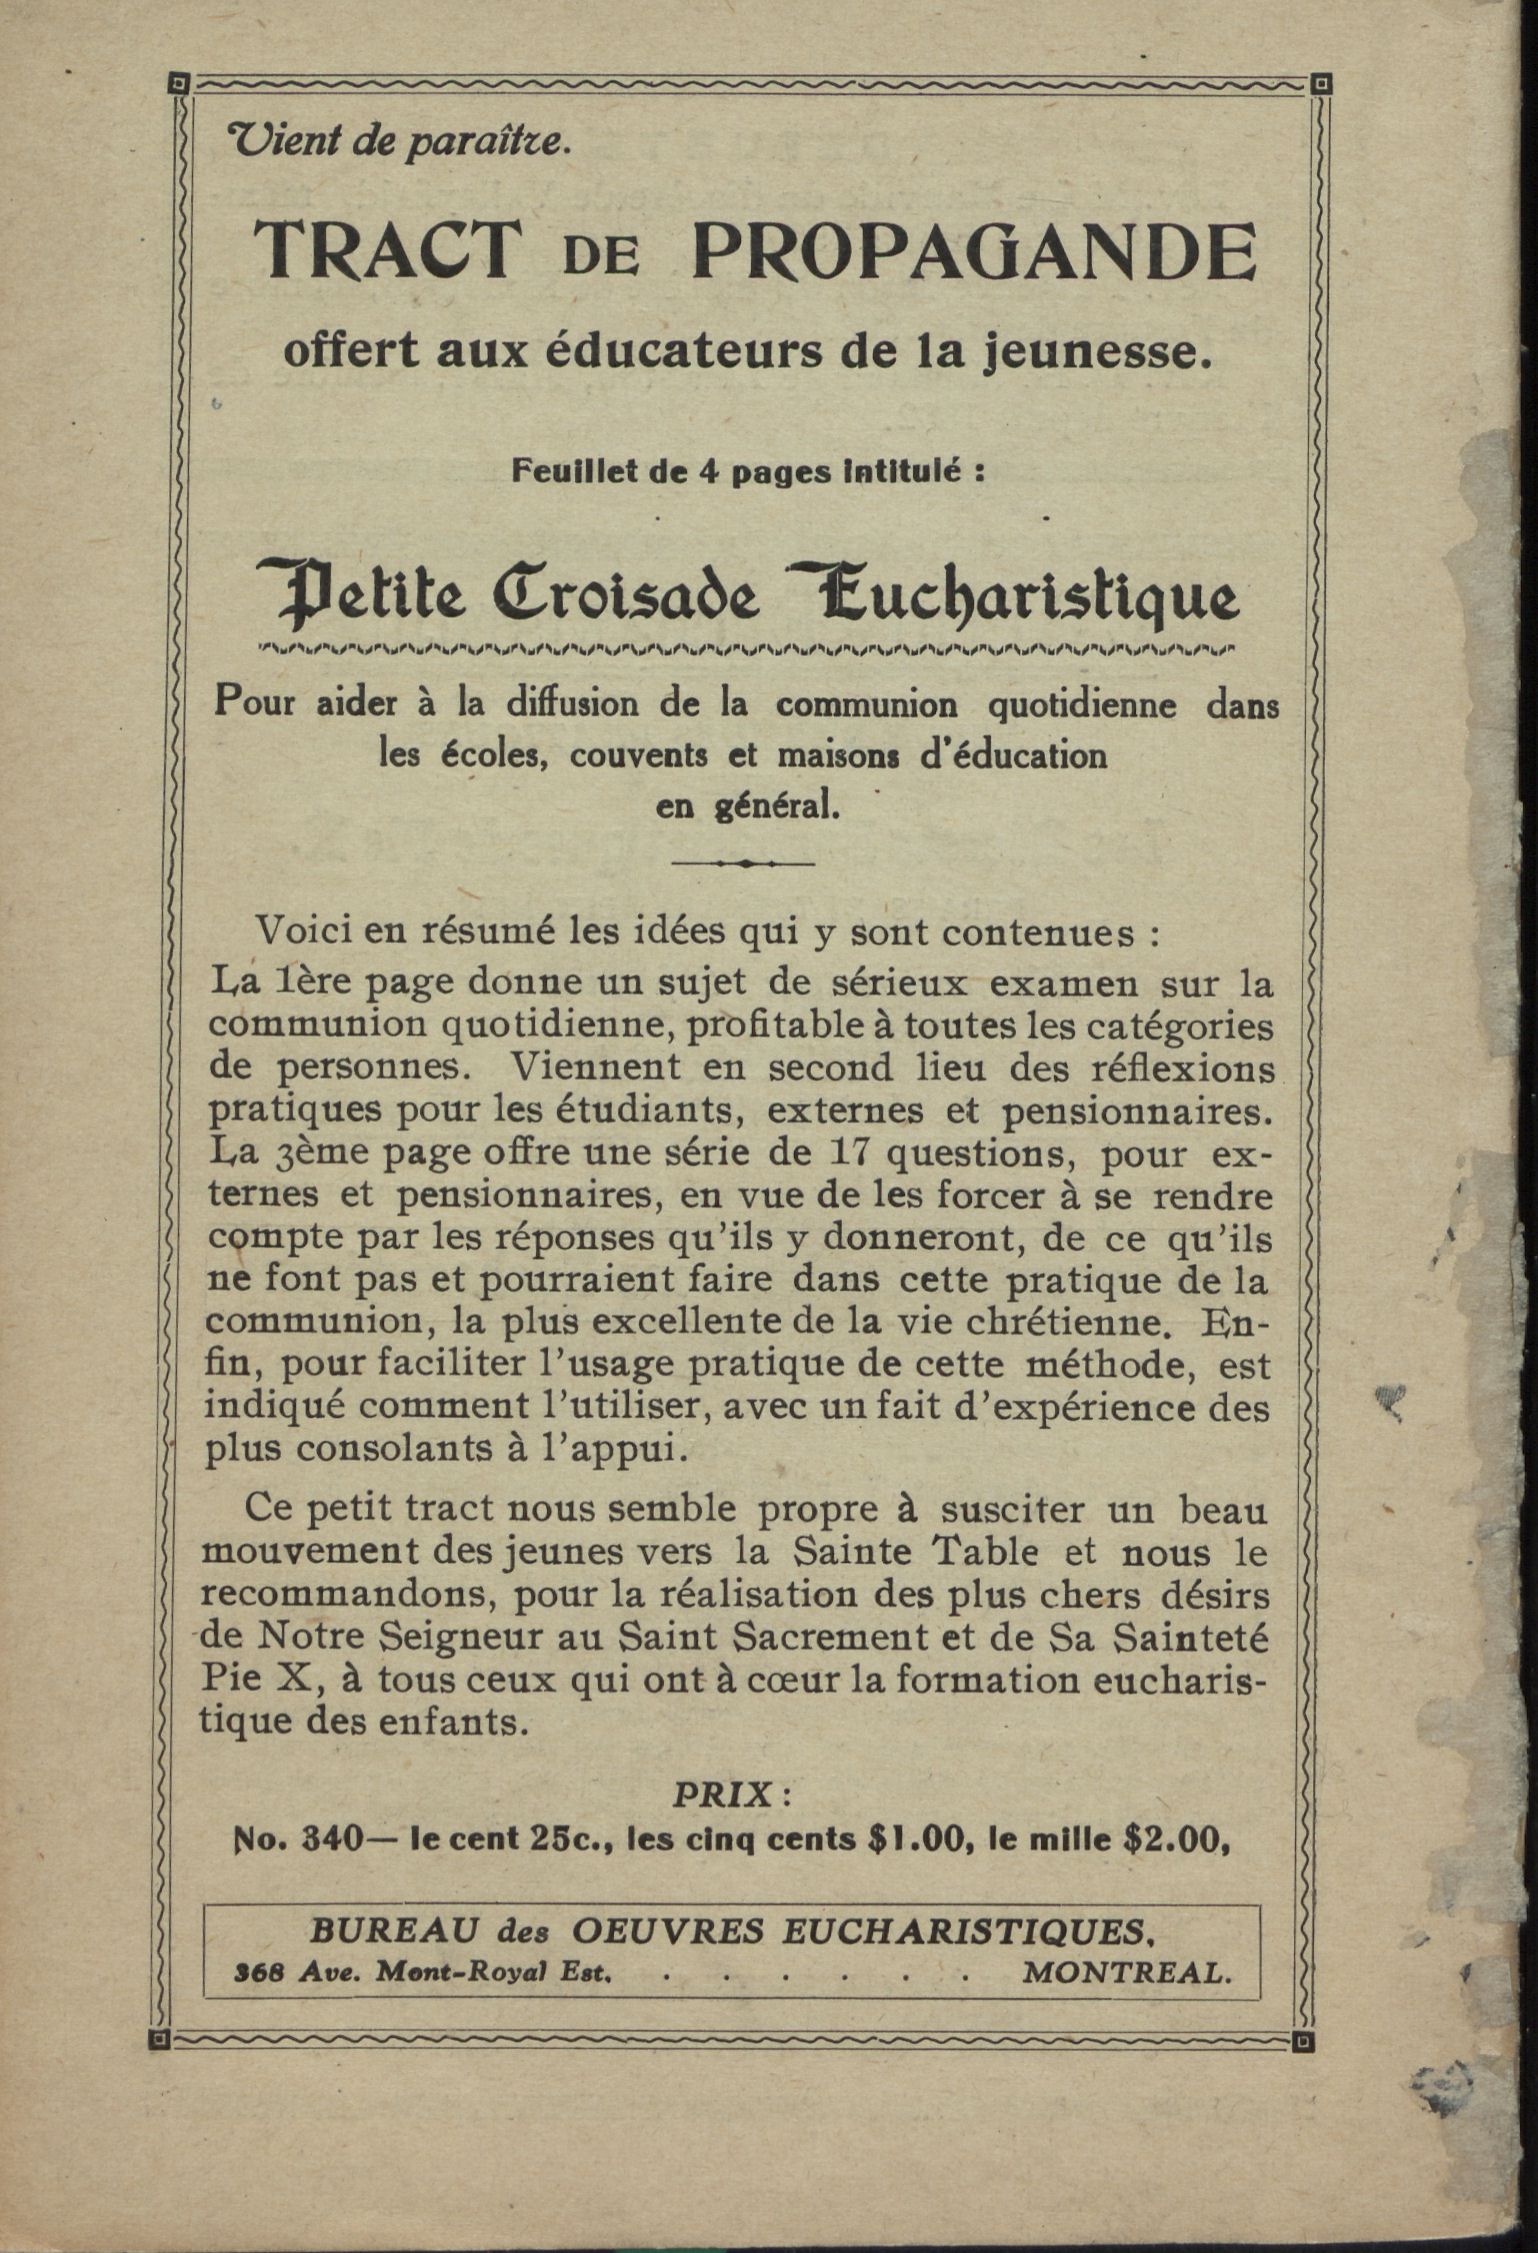 Vient de paraître.
TRACT DE PROPAGANDE
offert aux éducateurs de la jeunesse.
Feuillet de 4 pages intitulé :
Petite Croisade Eucharistique
Pour aider à la diffusion de la communion quotidienne dans
les écoles, couvents et maisons d'éducation
en général.
Voici en résumé les idées qui y sont contenues :
La 1ère page donne un sujet de sérieux examen sur la
communion quotidienne, profitable à toutes les catégories
de personnes. Viennent en second lieu des réflexions
pratiques pour les étudiants, externes et pensionnaires.
La 3ème page offre une série de 17 questions, pour ex-
ternes et pensionnaires, en vue de les forcer à se rendre
compte par les réponses qu'ils y donneront, de ce qu'ils
ne font pas et pourraient faire dans cette pratique de la
communion, la plus excellente de la vie chrétienne. En-
fin, pour faciliter l'usage pratique de cette méthode, est
indiqué comment l'utiliser, avec un fait d'expérience des
plus consolants à l'appui.
Ce petit tract nous semble propre à susciter un beau
mouvement des jeunes vers la Sainte Table et nous le
recommandons, pour la réalisation des plus chers désirs
de Notre Seigneur au Saint Sacrement et de Sa Sainteté
Pie X, à tous ceux qui ont à cœur la formation eucharis-
tique des enfants.
PRIX :
No. 340— le cent 25c., les cinq cents $1.00, le mille $2.00,
BUREAU des OEUVRES EUCHARISTIQUES,
368 Ave. Mont-Royal Est. . . . . . . MONTREAL.